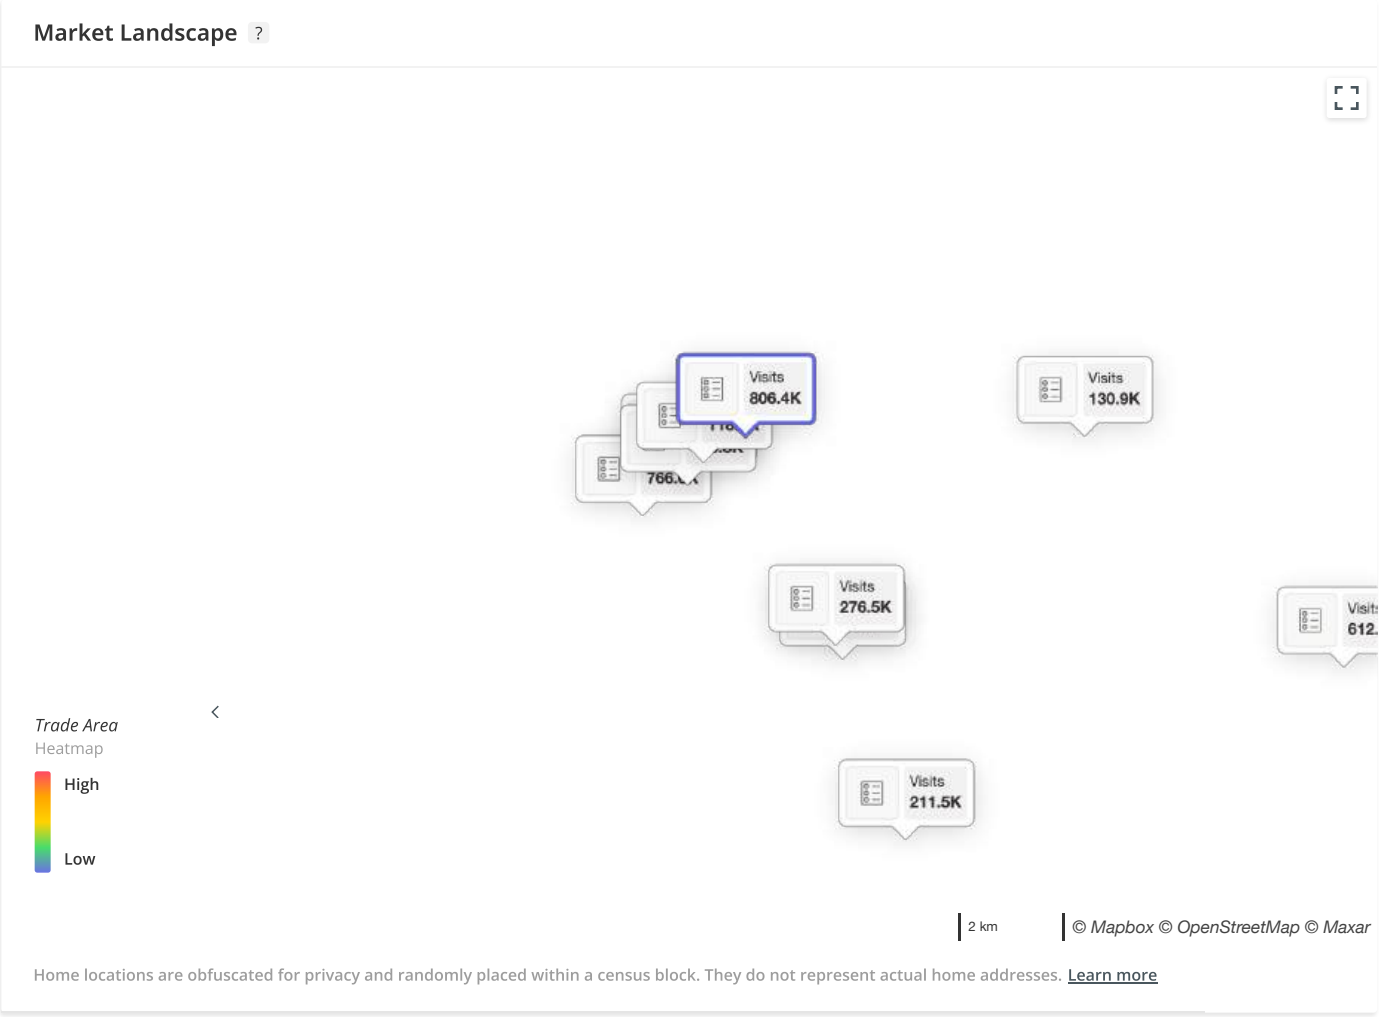 Market Landscape ?
Visits
806.4K
Visits
130.9K
Visits
276.5K
Visits
211.5K
Trade Area
Heatmap
High
Low
2 km
© Mapbox © OpenStreetMap © Maxar
Home locations are obfuscated for privacy and randomly placed within a census block. They do not represent actual home addresses. Learn more